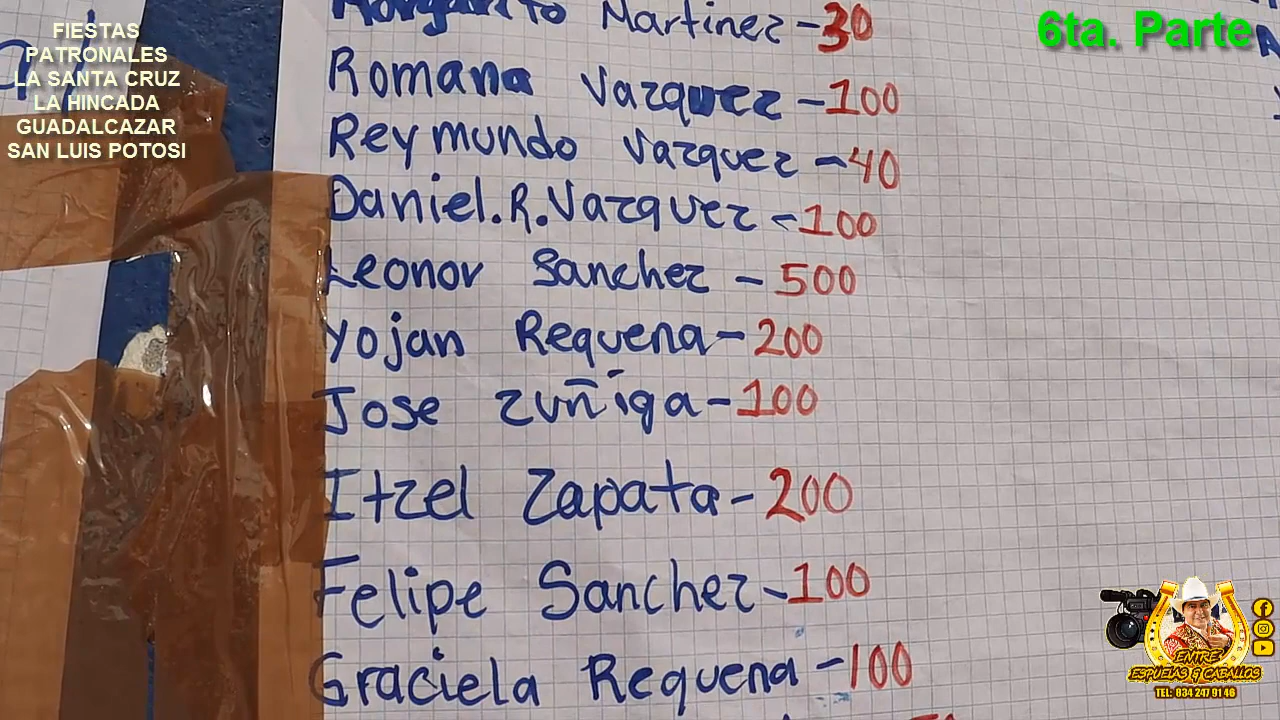 FIESTAS
PATRONALES
LA SANTA CRUZ
LA HINCADA
GUADALCAZAR
SAN LUIS POTOSI
6ta. Parte
Margarito Martinez - 30
Romana Vazquez - 100
Reymundo Vazquez - 40
Daniel.R.Vazquez - 100
Leonor Sanchez - 500
Yojan Requena - 200
Jose Zuñiga - 100
Itzel Zapata - 200
Felipe Sanchez - 100
Graciela Requena - 100
ENTRE
ESPUELAS Y CABALLOS
TEL: 834 247 91 46